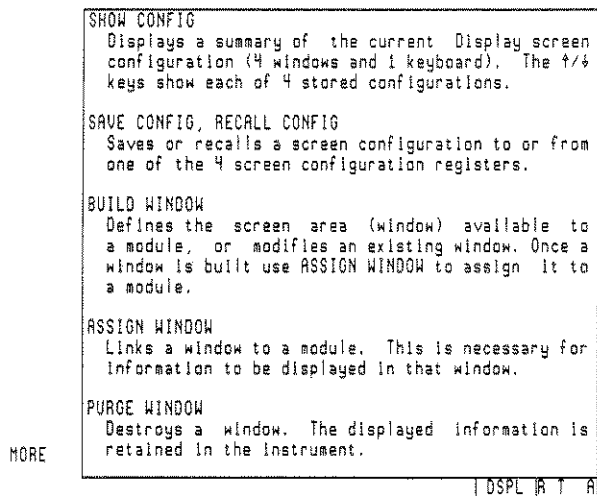 SHOW CONFIG
Displays a summary of the current Display screen
configuration (4 windows and 1 keyboard). The ↑/↓
keys show each of 4 stored configurations.
SAVE CONFIG, RECALL CONFIG
Saves or recalls a screen configuration to or from
one of the 4 screen configuration registers.
BUILD WINDOW
Defines the screen area (window) available to
a module, or modifies an existing window. Once a
window is built use ASSIGN WINDOW to assign it to
a module.
ASSIGN WINDOW
Links a window to a module. This is necessary for
information to be displayed in that window.
PURGE WINDOW
Destroys a window. The displayed information is
retained in the instrument.
MORE
DSPL R T A